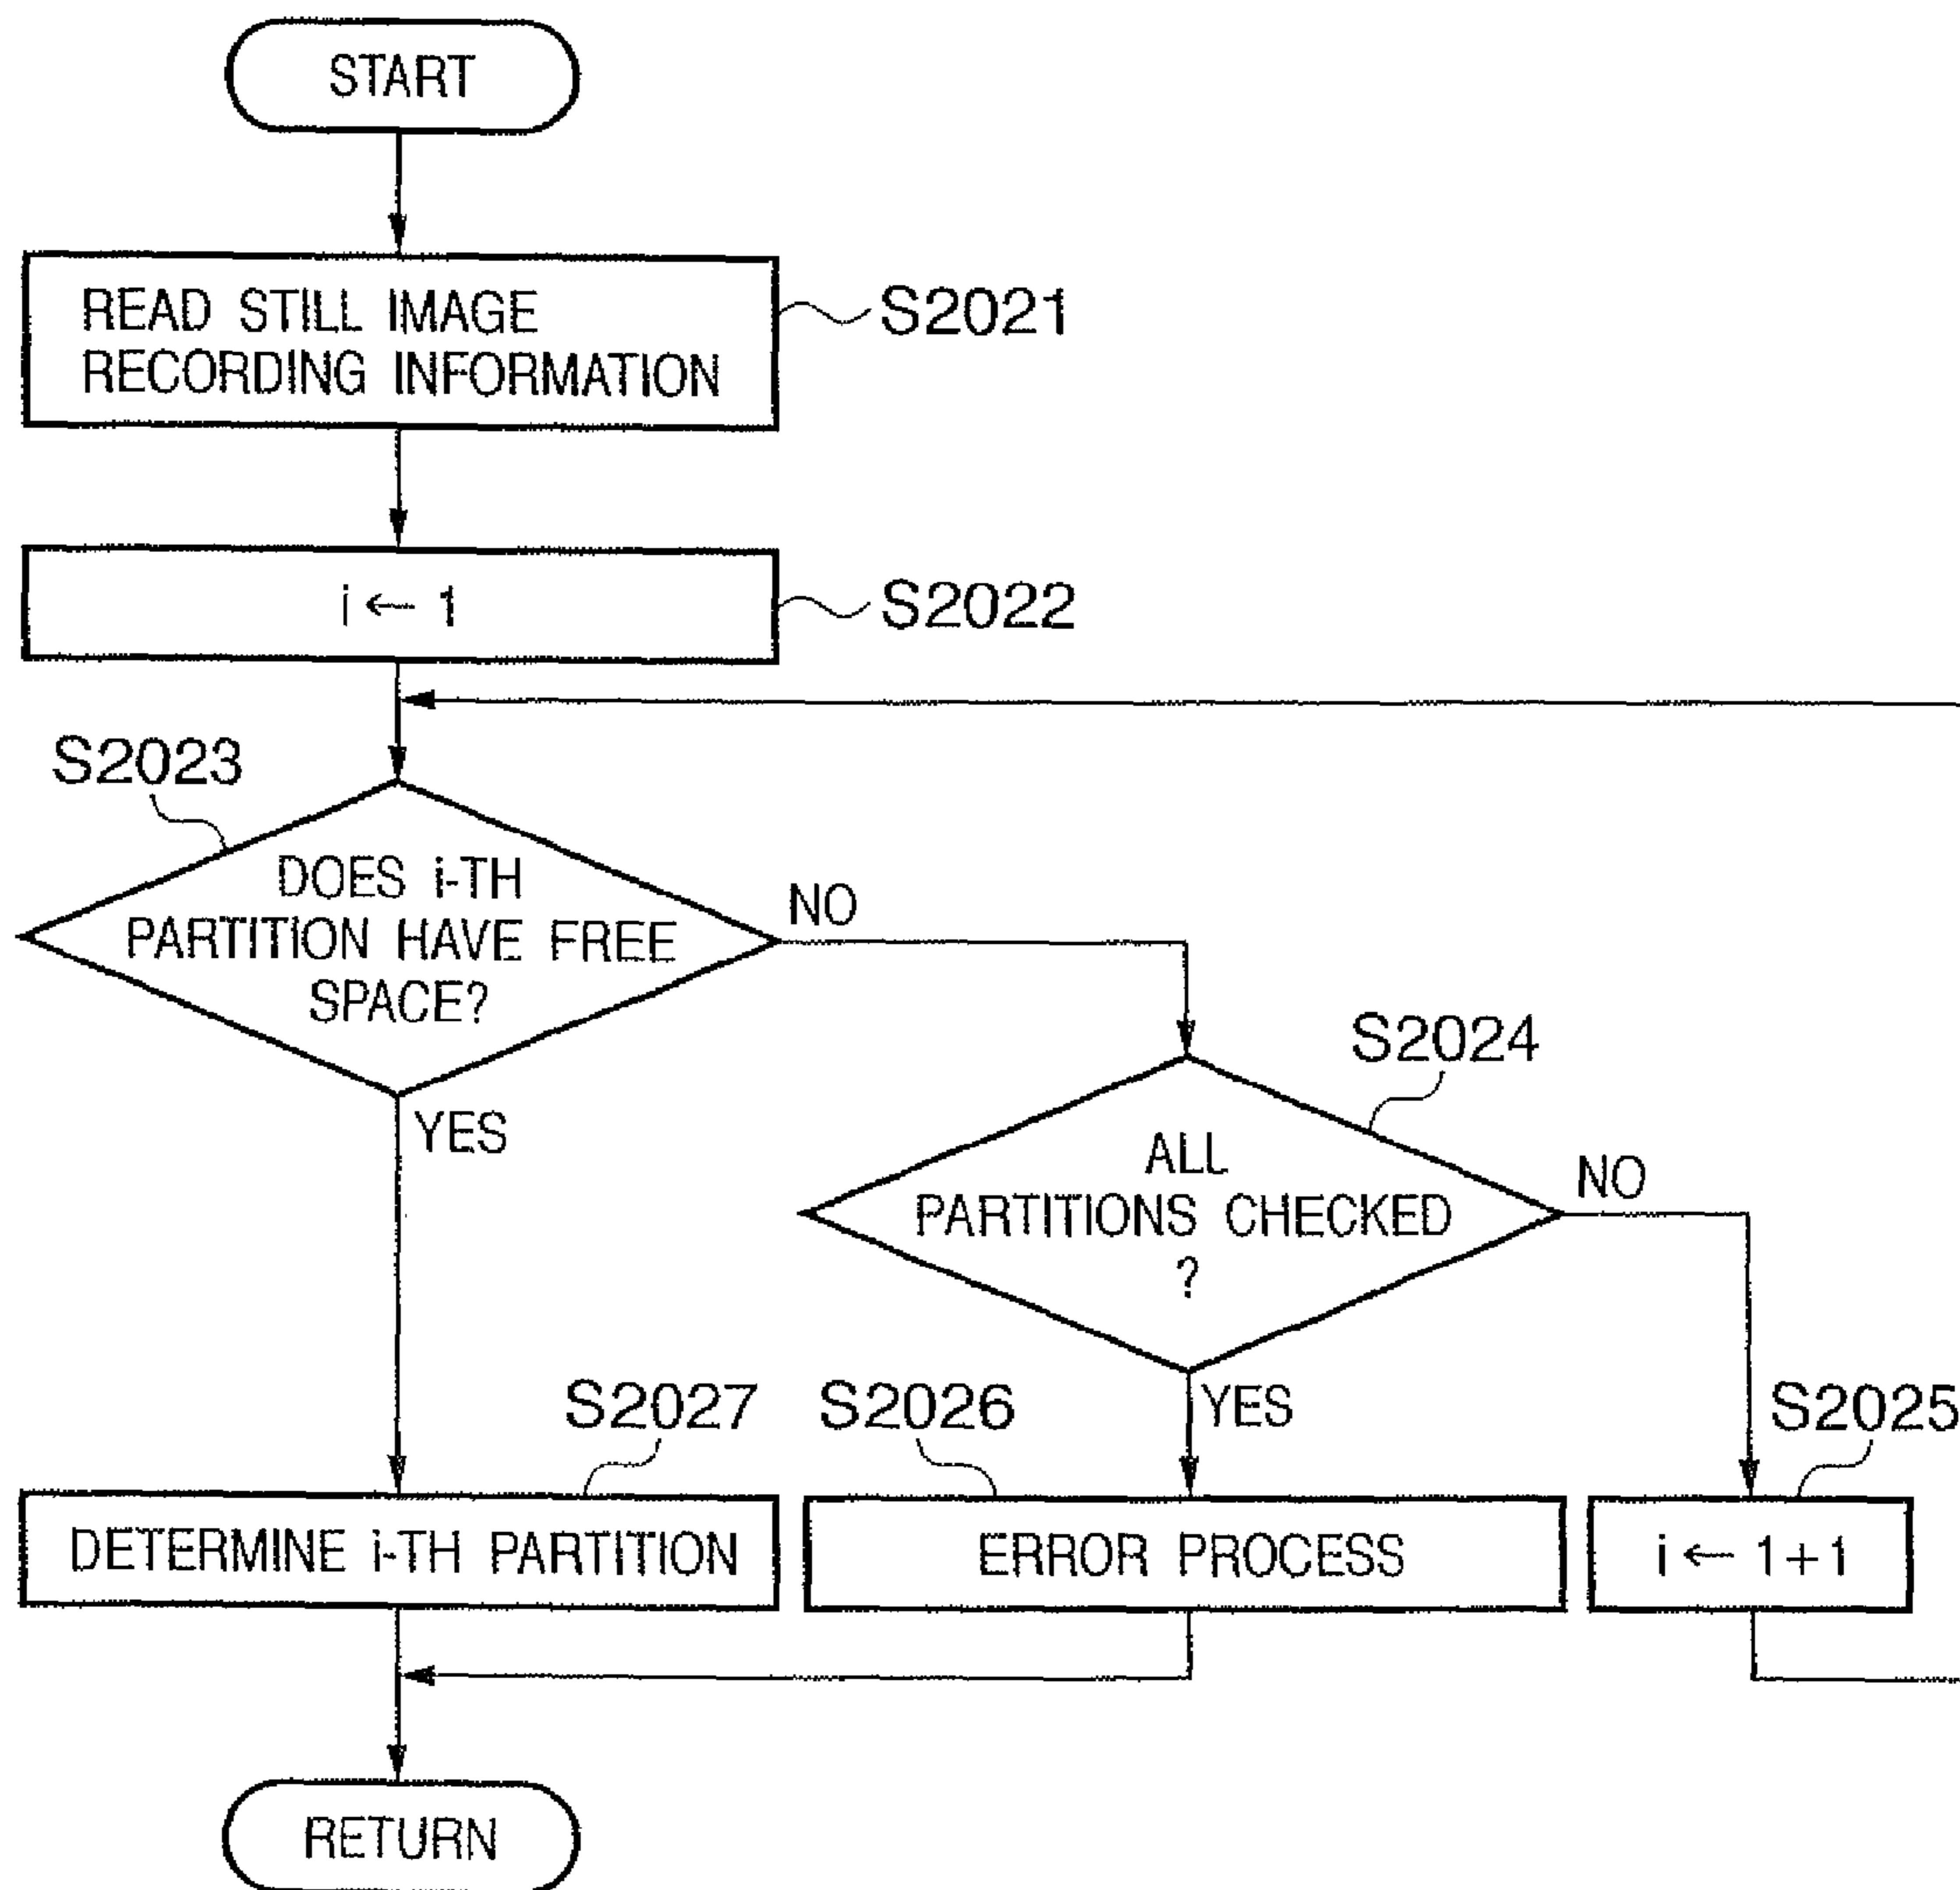 START
READ STILL IMAGE
RECORDING INFORMATION
S2021
i ← 1
S2022
S2023
DOES i-TH
PARTITION HAVE FREE
SPACE?
NO
YES
S2024
ALL
PARTITIONS CHECKED
?
NO
YES
S2027
S2026
S2025
DETERMINE i-TH PARTITION
ERROR PROCESS
i ← 1+1
RETURN